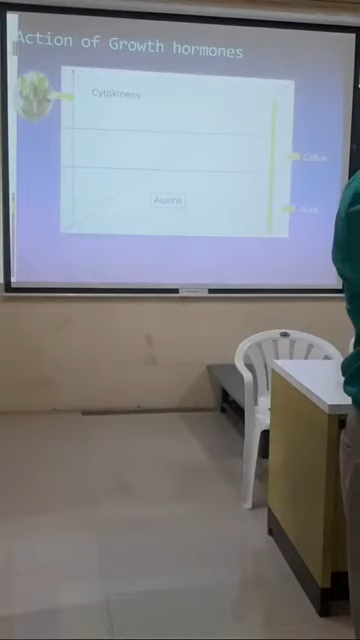 Action of Growth hormones
Cytokinens
Callus
Auxins
Root